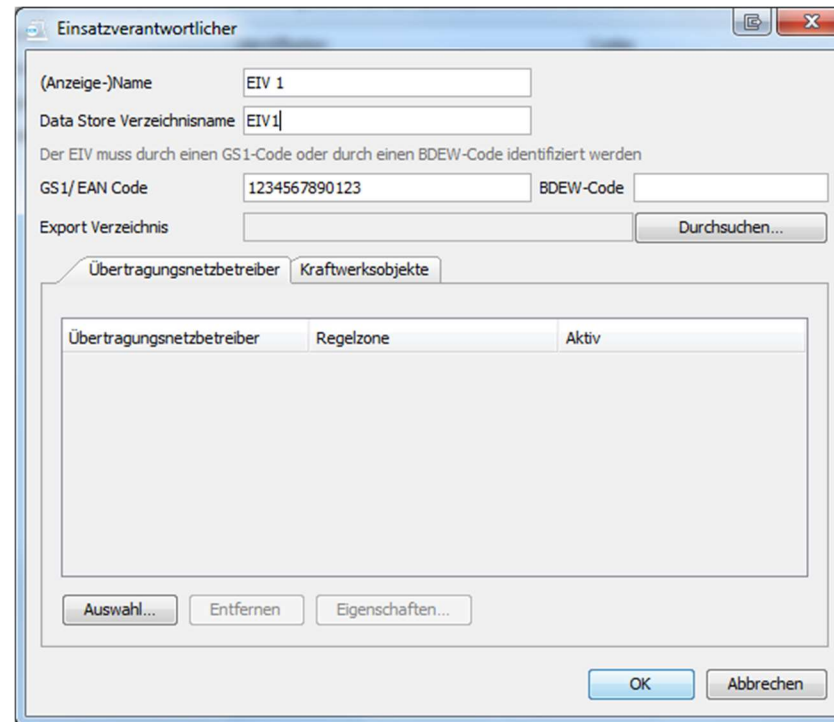 Einsatzverantwortlicher
(Anzeige-)Name EIV 1
Data Store Verzeichnisname EIV1
Der EIV muss durch einen GS1-Code oder durch einen BDEW-Code identifiziert werden
GS1/ EAN Code 1234567890123 BDEW-Code
Export Verzeichnis Durchsuchen...
Übertragungsnetzbetreiber Kraftwerksobjekte
Übertragungsnetzbetreiber Regelzone Aktiv
Auswahl... Entfernen Eigenschaften...
OK Abbrechen